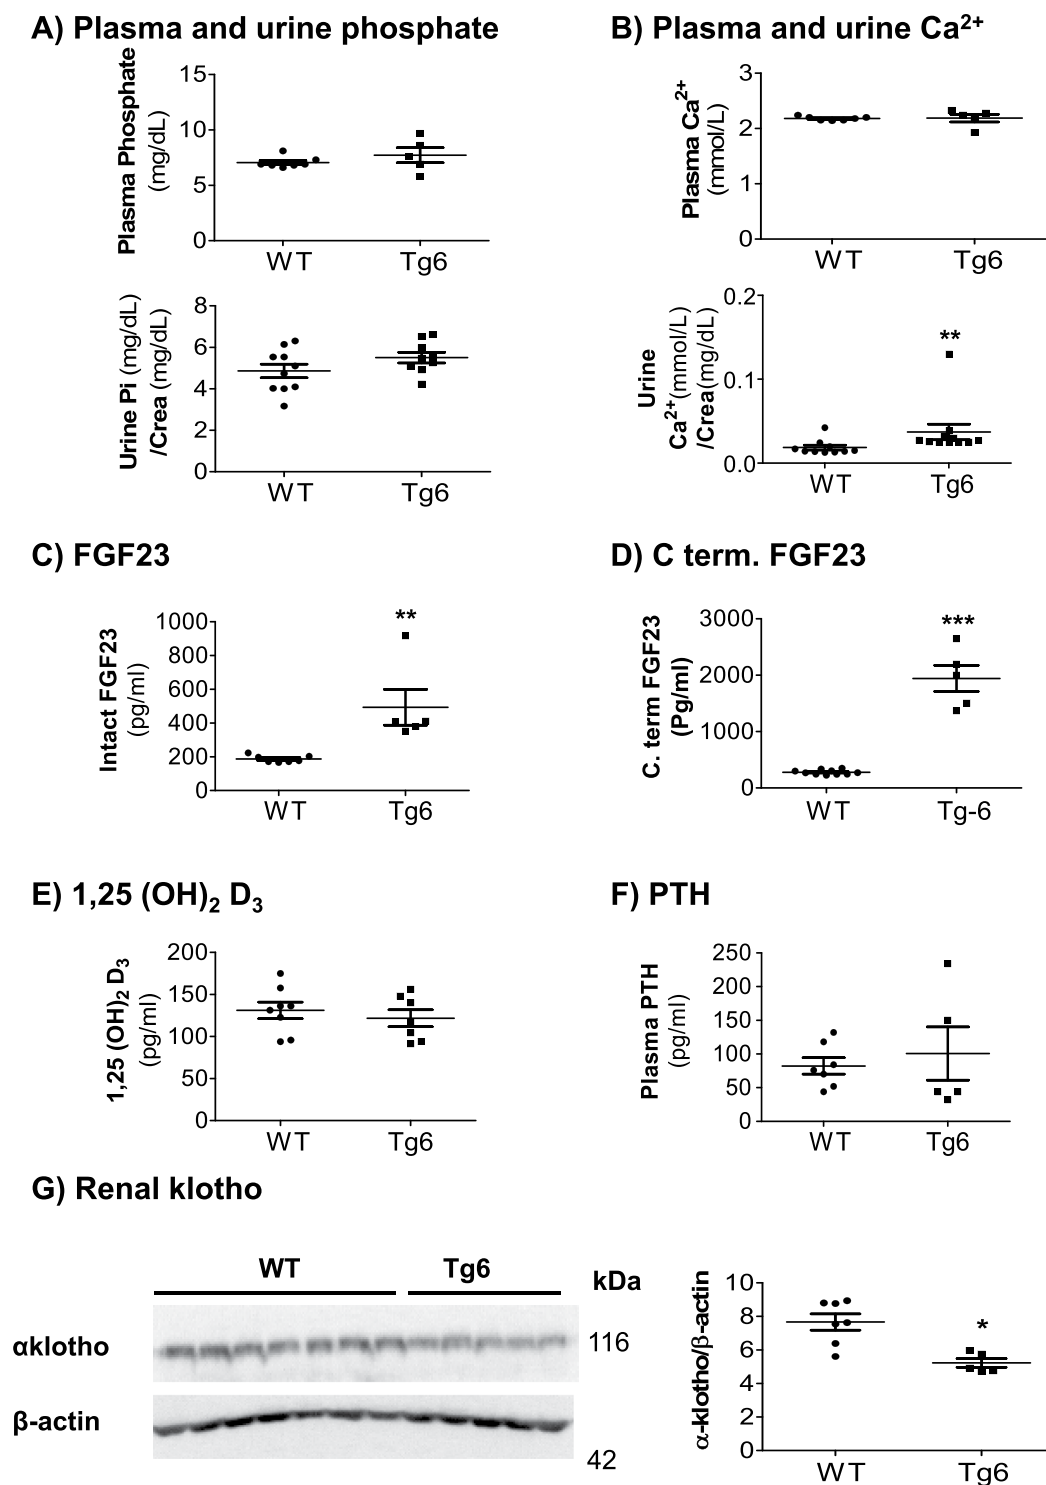 A) Plasma and urine phosphate
Plasma Phosphate
(mg/dL)
15
10
5
0
WT
Tg6
Urine Pi (mg/dL)
/Crea (mg/dL)
8
6
4
2
0
WT
Tg6
B) Plasma and urine Ca²⁺
Plasma Ca²⁺
(mmol/L)
3
2
1
0
WT
Tg6
Urine
Ca²⁺(mmol/L)
/Crea(mg/dL)
0.2
0.1
0.0
**
WT
Tg6
C) FGF23
Intact FGF23
(pg/ml)
1000
800
600
400
200
0
**
WT
Tg6
D) C term. FGF23
C. term FGF23
(Pg/ml)
3000
2000
1000
0
***
WT
Tg-6
E) 1,25 (OH)₂ D₃
1,25 (OH)₂ D₃
(pg/ml)
200
150
100
50
0
WT
Tg6
F) PTH
Plasma PTH
(pg/ml)
250
200
150
100
50
0
WT
Tg6
G) Renal klotho
WT
Tg6
kDa
αklotho
116
β-actin
42
α-klotho/β-actin
10
8
6
4
2
0
*
WT
Tg6